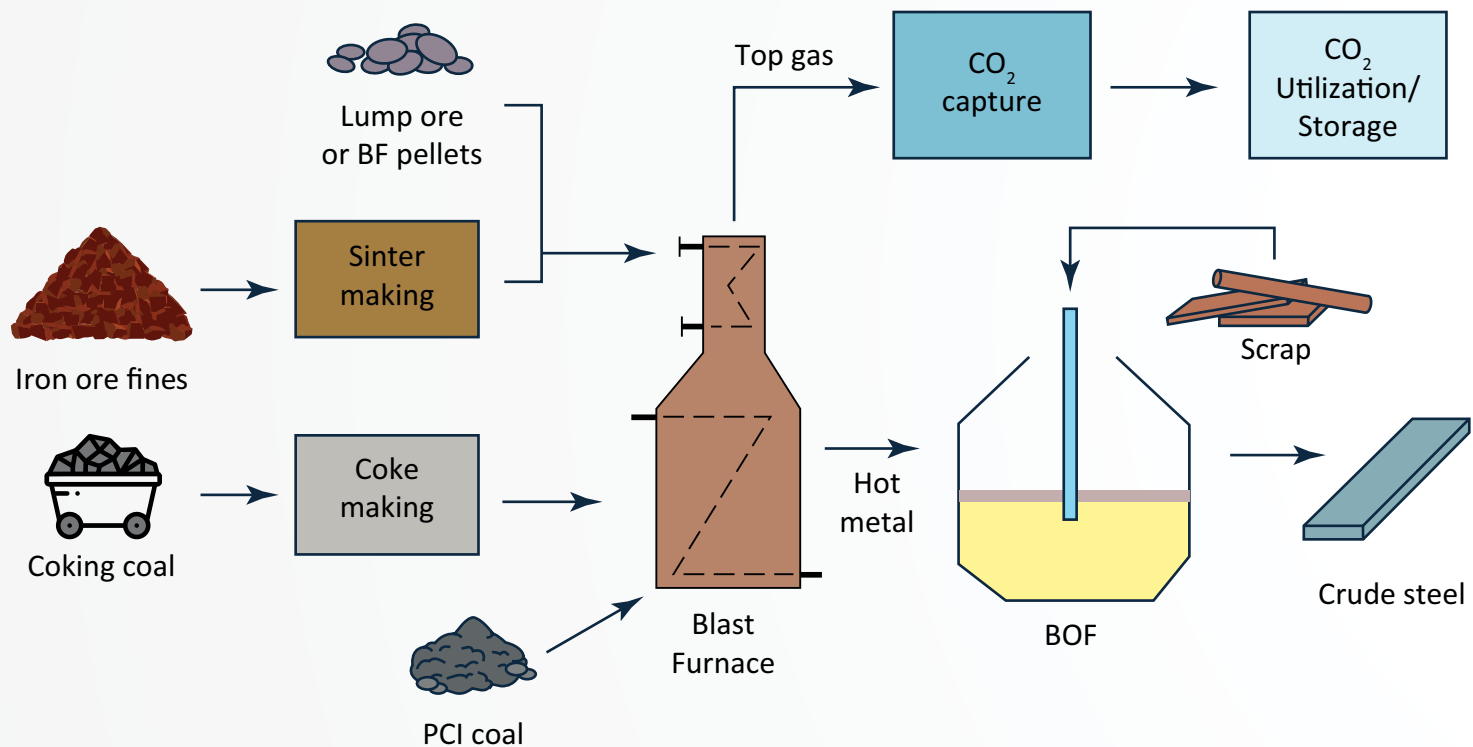 Lump ore
or BF pellets
Top gas
CO₂
capture
CO₂
Utilization/
Storage
Iron ore fines
Sinter
making
Scrap
Coking coal
Coke
making
Hot
metal
Crude steel
PCI coal
Blast
Furnace
BOF